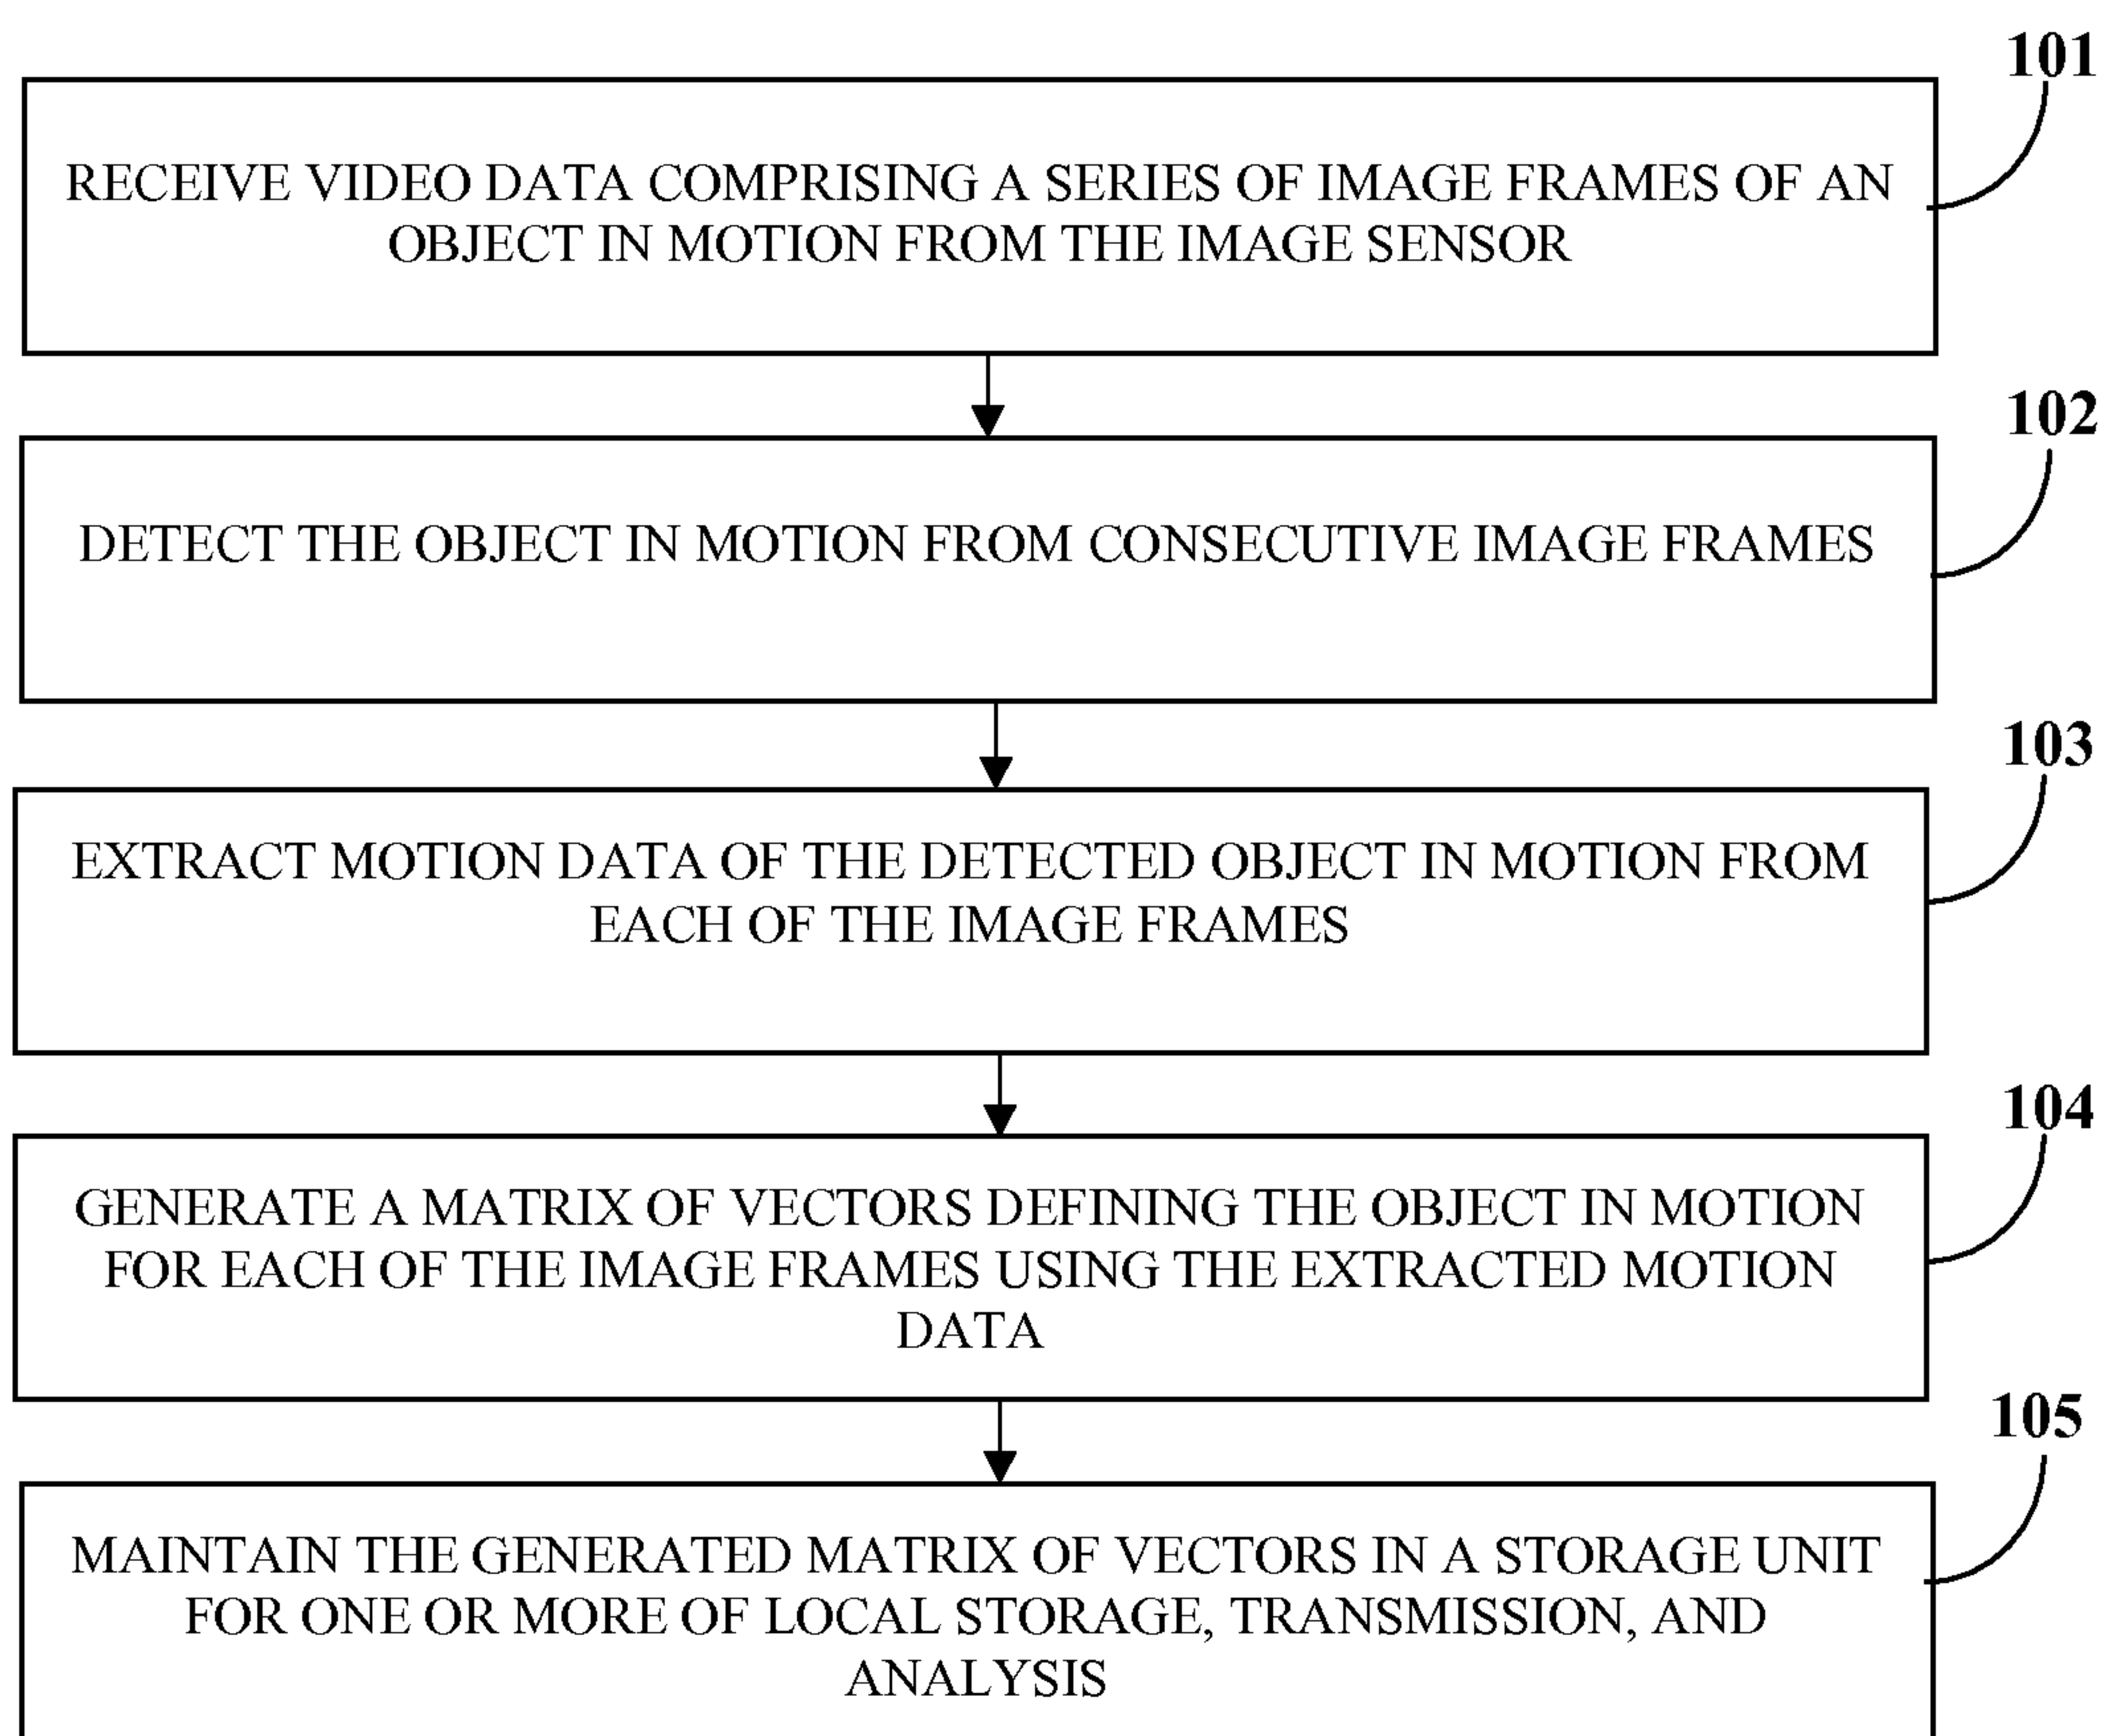 101
RECEIVE VIDEO DATA COMPRISING A SERIES OF IMAGE FRAMES OF AN
OBJECT IN MOTION FROM THE IMAGE SENSOR
102
DETECT THE OBJECT IN MOTION FROM CONSECUTIVE IMAGE FRAMES
103
EXTRACT MOTION DATA OF THE DETECTED OBJECT IN MOTION FROM
EACH OF THE IMAGE FRAMES
104
GENERATE A MATRIX OF VECTORS DEFINING THE OBJECT IN MOTION
FOR EACH OF THE IMAGE FRAMES USING THE EXTRACTED MOTION
DATA
105
MAINTAIN THE GENERATED MATRIX OF VECTORS IN A STORAGE UNIT
FOR ONE OR MORE OF LOCAL STORAGE, TRANSMISSION, AND
ANALYSIS